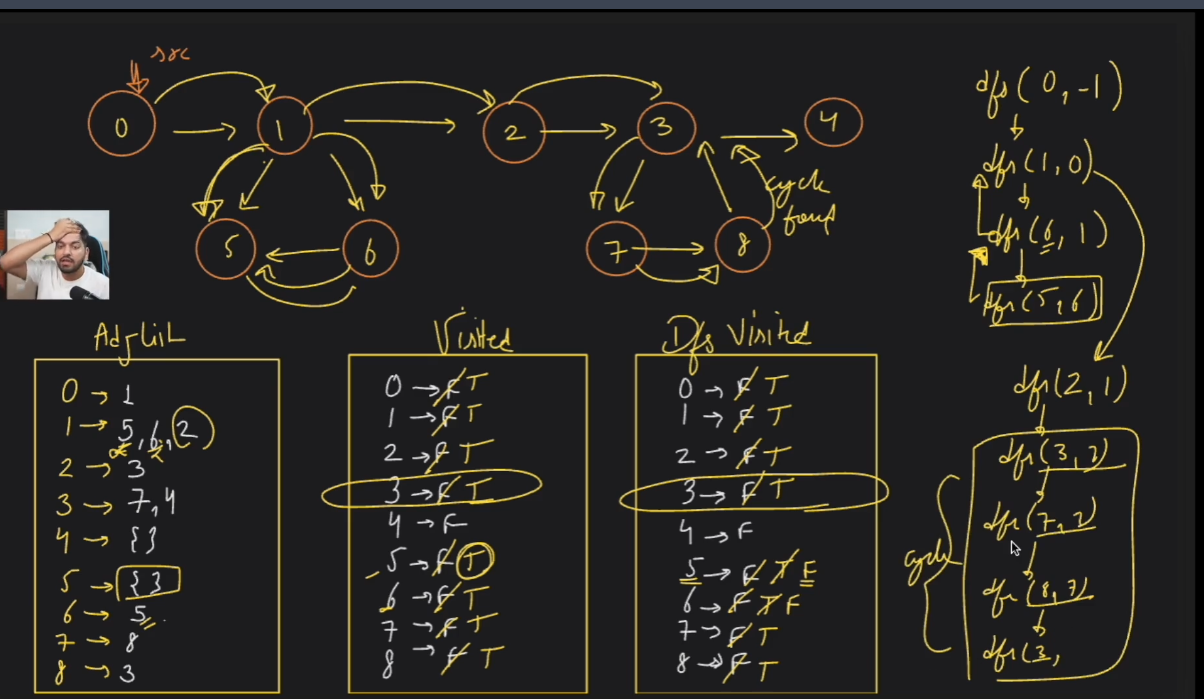 src
0
1
2
3
4
5
6
7
8
cycle
found
Adj List
0 → 1
1 → 5, 6, 2
2 → 3
3 → 7, 4
4 → { }
5 → { }
6 → 5
7 → 8
8 → 3
Visited
0 → F T
1 → F T
2 → F T
3 → F T
4 → F
5 → F T
6 → F T
7 → F T
8 → F T
Dfs Visited
0 → F T
1 → F T
2 → F T
3 → F T
4 → F
5 → F T F
6 → F T F
7 → F T
8 → F T
dfs(0, -1)
dfs(1, 0)
dfs(6, 1)
dfs(5, 6)
dfs(2, 1)
dfs(3, 2)
dfs(7, 3)
dfs(8, 7)
dfs(3,
cycle